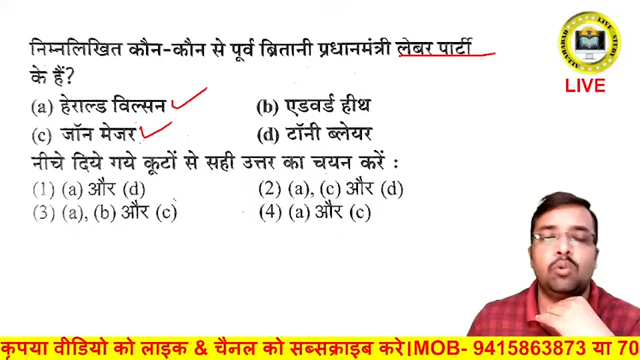 निम्नलिखित कौन-कौन से पूर्व ब्रितानी प्रधानमंत्री लेबर पार्टी
के हैं?
(a) हेराल्ड विल्सन (b) एडवर्ड हीथ
(c) जॉन मेजर (d) टॉनी ब्लेयर
नीचे दिये गये कूटों से सही उत्तर का चयन करें :
(1) (a) और (d) (2) (a), (c) और (d)
(3) (a), (b) और (c) (4) (a) और (c)
LIVE
कृपया वीडियो को लाइक & चैनल को सब्सक्राइब करे।MOB- 9415863873 या 70